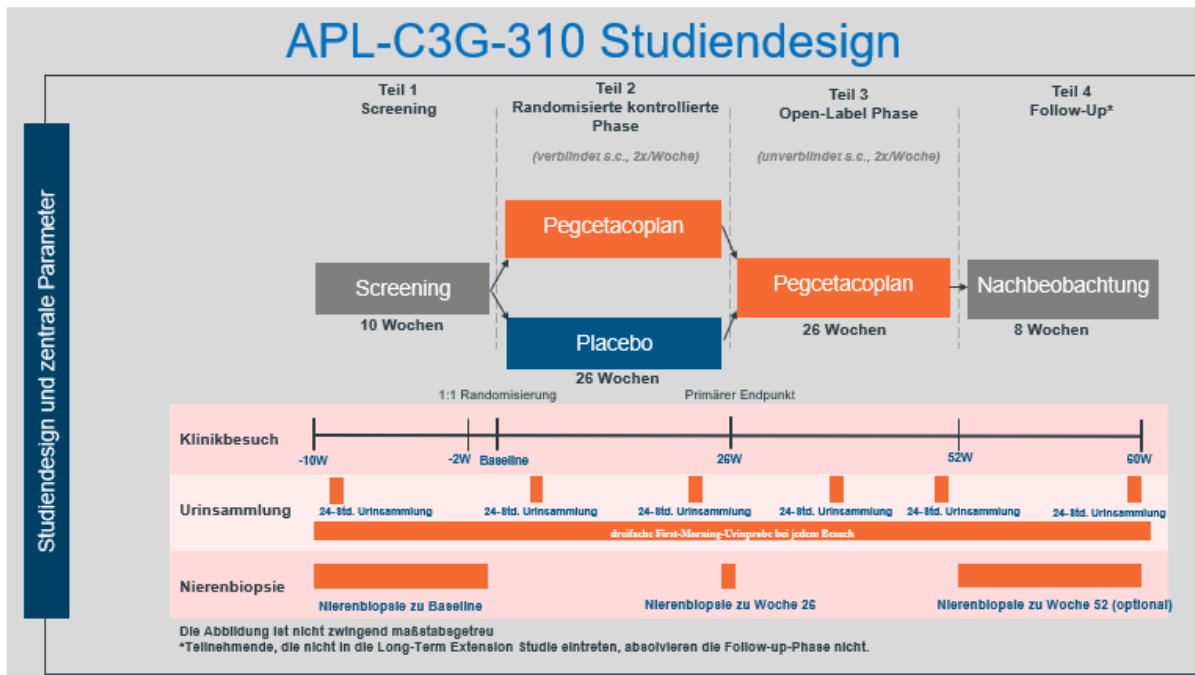 APL-C3G-310 Studiendesign
Studiendesign und zentrale Parameter
Teil 1
Screening
Teil 2
Randomisierte kontrollierte
Phase
(verblindet s.c., 2x/Woche)
Teil 3
Open-Label Phase
(unverblindet s.c., 2x/Woche)
Teil 4
Follow-Up*
Screening
10 Wochen
Pegcetacoplan
Placebo
26 Wochen
Pegcetacoplan
26 Wochen
Nachbeobachtung
8 Wochen
1:1 Randomisierung
Primärer Endpunkt
Klinikbesuch
-10W
-2W
Baseline
26W
52W
60W
Urinsammlung
24-Std. Urinsammlung
24-Std. Urinsammlung
24-Std. Urinsammlung
24-Std. Urinsammlung
24-Std. Urinsammlung
24-Std. Urinsammlung
dreifache First-Morning-Urinprobe bei jedem Besuch
Nierenbiopsie
Nierenbiopsie zu Baseline
Nierenbiopsie zu Woche 26
Nierenbiopsie zu Woche 52 (optional)
Die Abbildung ist nicht zwingend maßstabsgetreu
*Teilnehmende, die nicht in die Long-Term Extension Studie eintreten, absolvieren die Follow-up-Phase nicht.